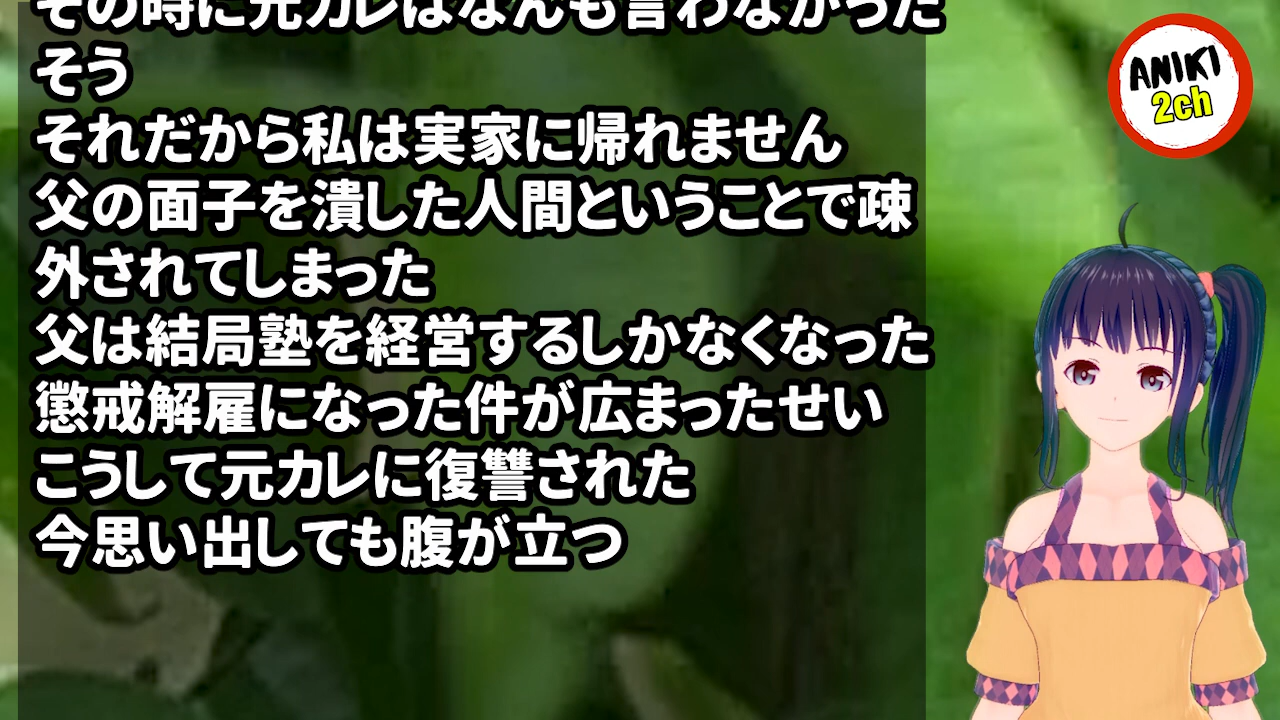 その時に元カレはなんも言わなかった
そう
それだから私は実家に帰れません
父の面子を潰した人間ということで疎
外されてしまった
父は結局塾を経営するしかなくなった
懲戒解雇になった件が広まったせい
こうして元カレに復讐された
今思い出しても腹が立つ
ANIKI
2ch